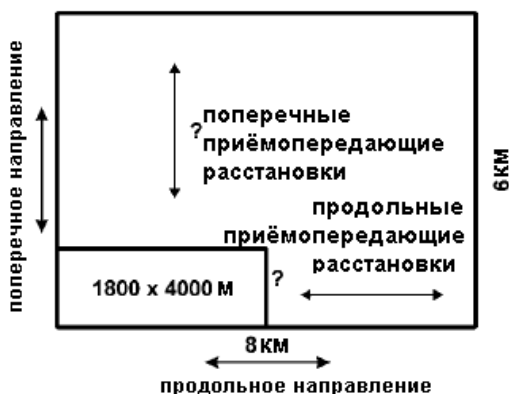 поперечное направление
?
поперечные
приёмопередающие
расстановки
6км
продольные
приёмопередающие
расстановки
1800 x 4000 м
?
8км
продольное направление